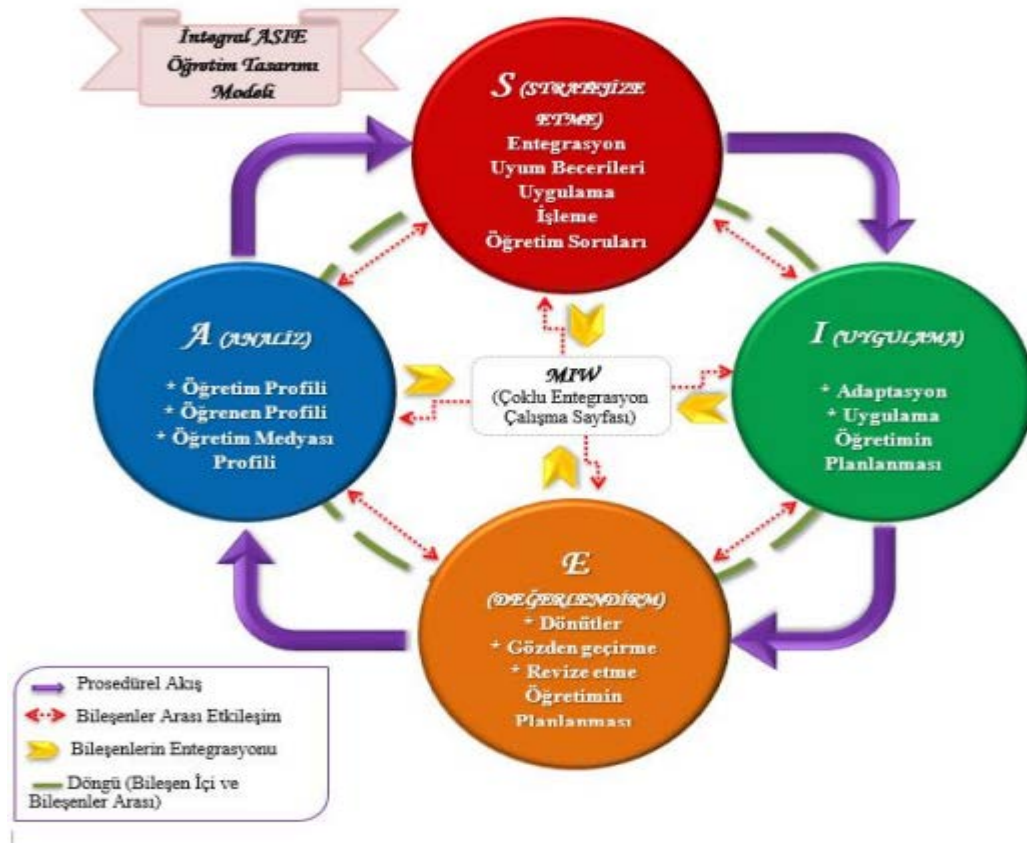 İntegral ASIE
Öğretim Tasarımı
Modeli
S (STRATEJİZE
ETME)
Entegrasyon
Uyum Becerileri
Uygulama
İşleme
Öğretim Soruları
A (ANALİZ)
* Öğretim Profili
* Öğrenen Profili
* Öğretim Medyası
Profili
MIW
(Çoklu Entegrasyon
Çalışma Sayfası)
I (UYGULAMA)
* Adaptasyon
* Uygulama
Öğretimin
Planlanması
E
(DEĞERLENDİRM)
* Dönütler
* Gözden geçirme
* Revize etme
Öğretimin
Planlanması
Prosedürel Akış
Bileşenler Arası Etkileşim
Bileşenlerin Entegrasyonu
Döngü (Bileşen İçi ve
Bileşenler Arası)